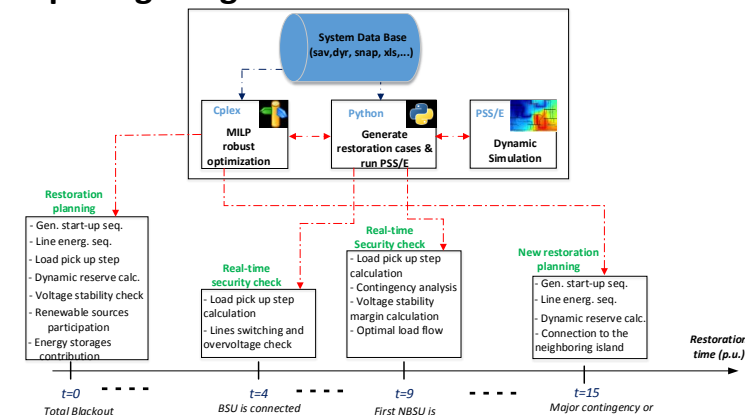 System Data Base
(sav,dyr, snap, xls,...)
Cplex
MILP
robust
optimization
Python
Generate
restoration cases &
run PSS/E
PSS/E
Dynamic
Simulation
Restoration
planning
- Gen. start-up seq.
- Line energ. seq.
- Load pick up step
- Dynamic reserve calc.
- Voltage stability check
- Renewable sources
participation
- Energy storages
contribution
Real-time
security check
- Load pick up step
calculation
- Lines switching and
overvoltage check
Real-time
Security check
- Load pick up step
calculation
- Contingency analysis
- Voltage stability
margin calculation
- Optimal load flow
New restoration
planning
- Gen. start-up seq.
- Line energ. seq.
- Dynamic reserve calc.
- Connection to the
neighboring island
Restoration
time (p.u.)
t=0
t=4
t=9
t=15
Total Blackout
BSU is connected
First NBSU is
Major contingency or